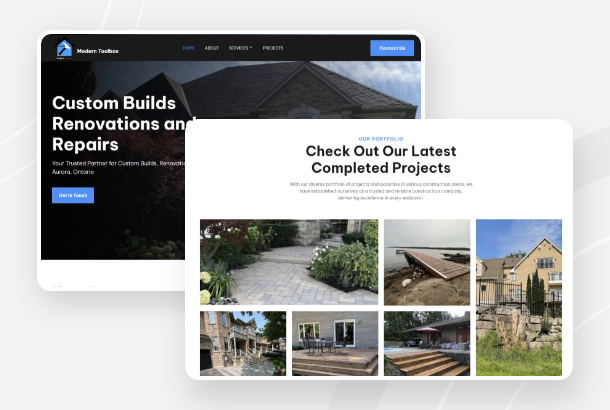 Modern Toolbox
HOME ABOUT SERVICES PROJECTS
Contact Us
Custom Builds
Renovations and
Repairs
Your Trusted Partner for Custom Builds, Renovatio
Aurora, Ontario
Get in Touch
OUR PORTFOLIO
Check Out Our Latest
Completed Projects
With our diverse portfolio of projects and expertise in various construction areas, we
have established ourselves as a trusted and reliable construction company
delivering excellence in every endeavor.